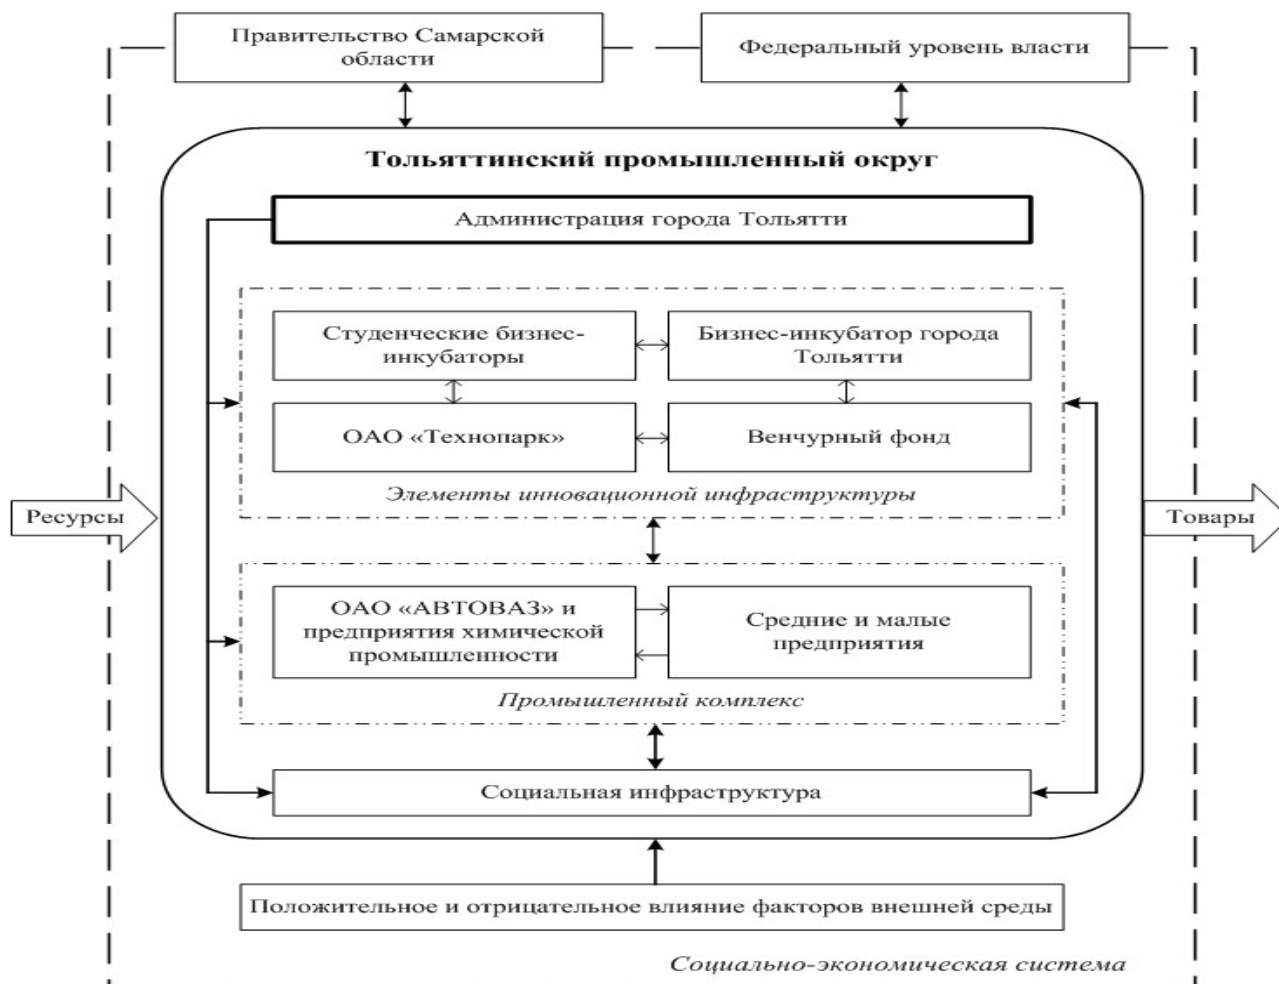 Правительство Самарской
области
Федеральный уровень власти
Тольяттинский промышленный округ
Администрация города Тольятти
Студенческие бизнес-
инкубаторы
Бизнес-инкубатор города
Тольятти
ОАО «Технопарк»
Венчурный фонд
Элементы инновационной инфраструктуры
Ресурсы
Товары
ОАО «АВТОВАЗ» и
предприятия химической
промышленности
Средние и малые
предприятия
Промышленный комплекс
Социальная инфраструктура
Положительное и отрицательное влияние факторов внешней среды
Социально-экономическая система